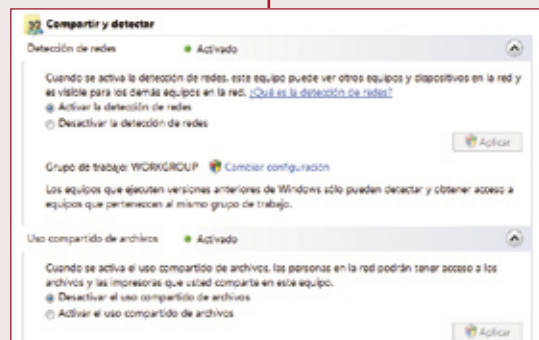 Compartir y detectar
Detección de redes Activado
Cuando se activa la detección de redes, este equipo puede ver otros equipos y dispositivos en la red y
es visible para los demás equipos en la red. ¿Qué es la detección de redes?
Activar la detección de redes
Desactivar la detección de redes
Aplicar
Grupo de trabajo: WORKGROUP Cambiar configuración
Los equipos que ejecuten versiones anteriores de Windows sólo pueden detectar y obtener acceso a
equipos que pertenezcan al mismo grupo de trabajo.
Uso compartido de archivos Activado
Cuando se activa el uso compartido de archivos, las personas en la red podrán tener acceso a los
archivos y las impresoras que usted comparte en este equipo.
Desactivar el uso compartido de archivos
Activar el uso compartido de archivos
Aplicar